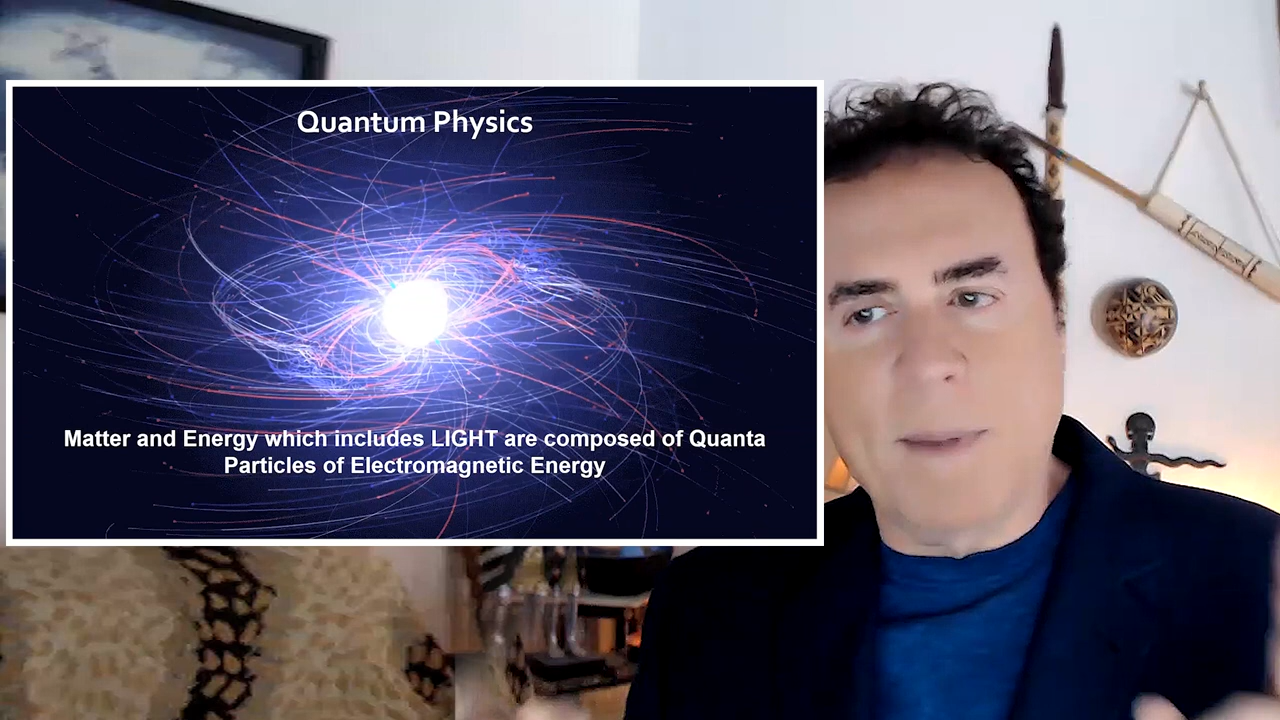 Quantum Physics
Matter and Energy which includes LIGHT are composed of Quanta
Particles of Electromagnetic Energy